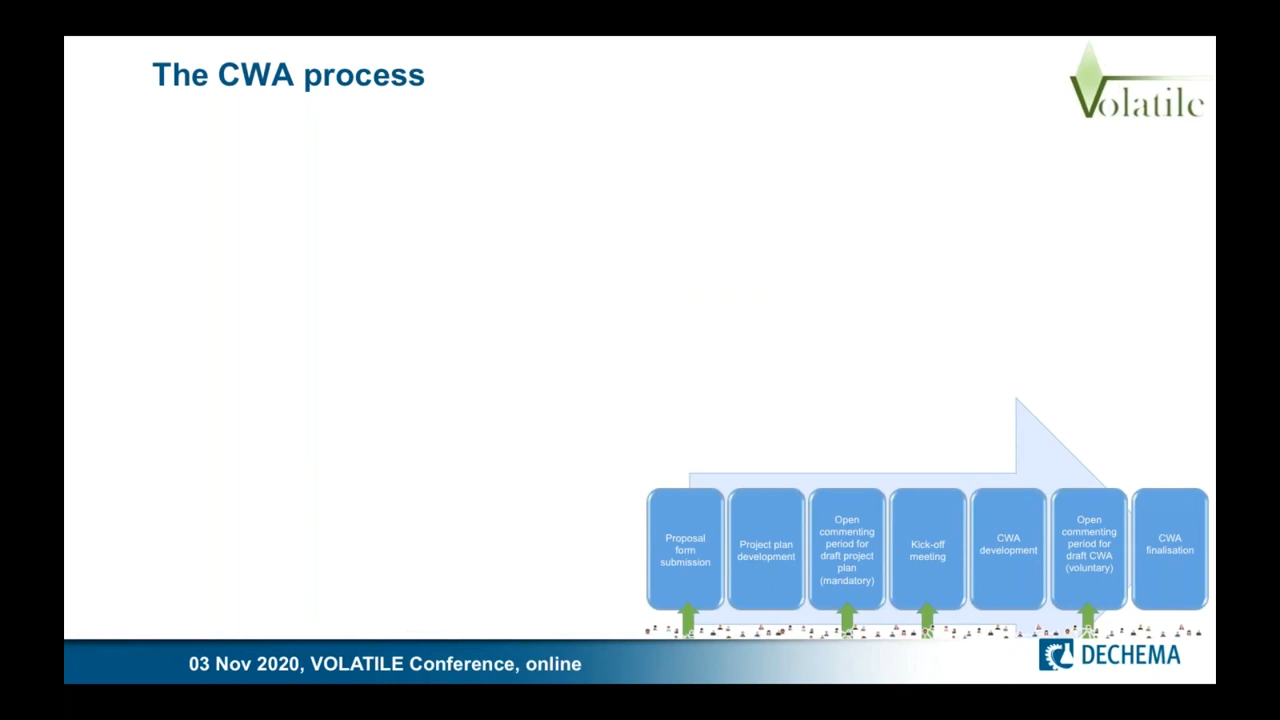 The CWA process
Volatile
Proposal
form
submission
Project plan
development
Open
commenting
period for
draft project
plan
(mandatory)
Kick-off
meeting
CWA
development
Open
commenting
period for
draft CWA
(voluntary)
CWA
finalisation
03 Nov 2020, VOLATILE Conference, online
DECHEMA